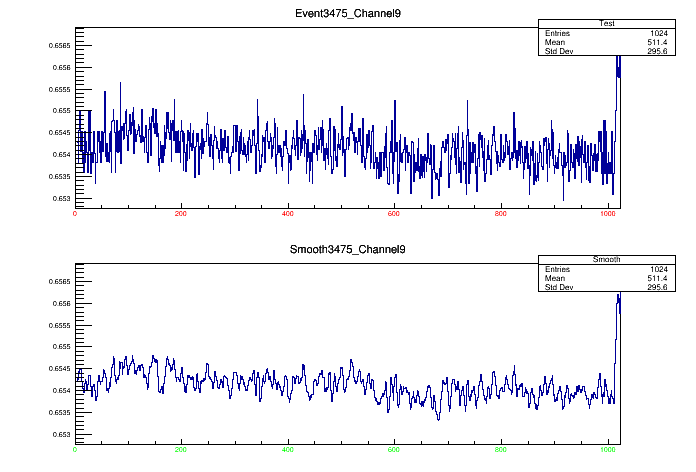 Event3475_Channel9
Test
Entries 1024
Mean 511.4
Std Dev 295.6
0.6565
0.656
0.6555
0.655
0.6545
0.654
0.6535
0.653
0 200 400 600 800 1000
Smooth3475_Channel9
Smooth
Entries 1024
Mean 511.4
Std Dev 295.6
0.6565
0.656
0.6555
0.655
0.6545
0.654
0.6535
0.653
0 200 400 600 800 1000